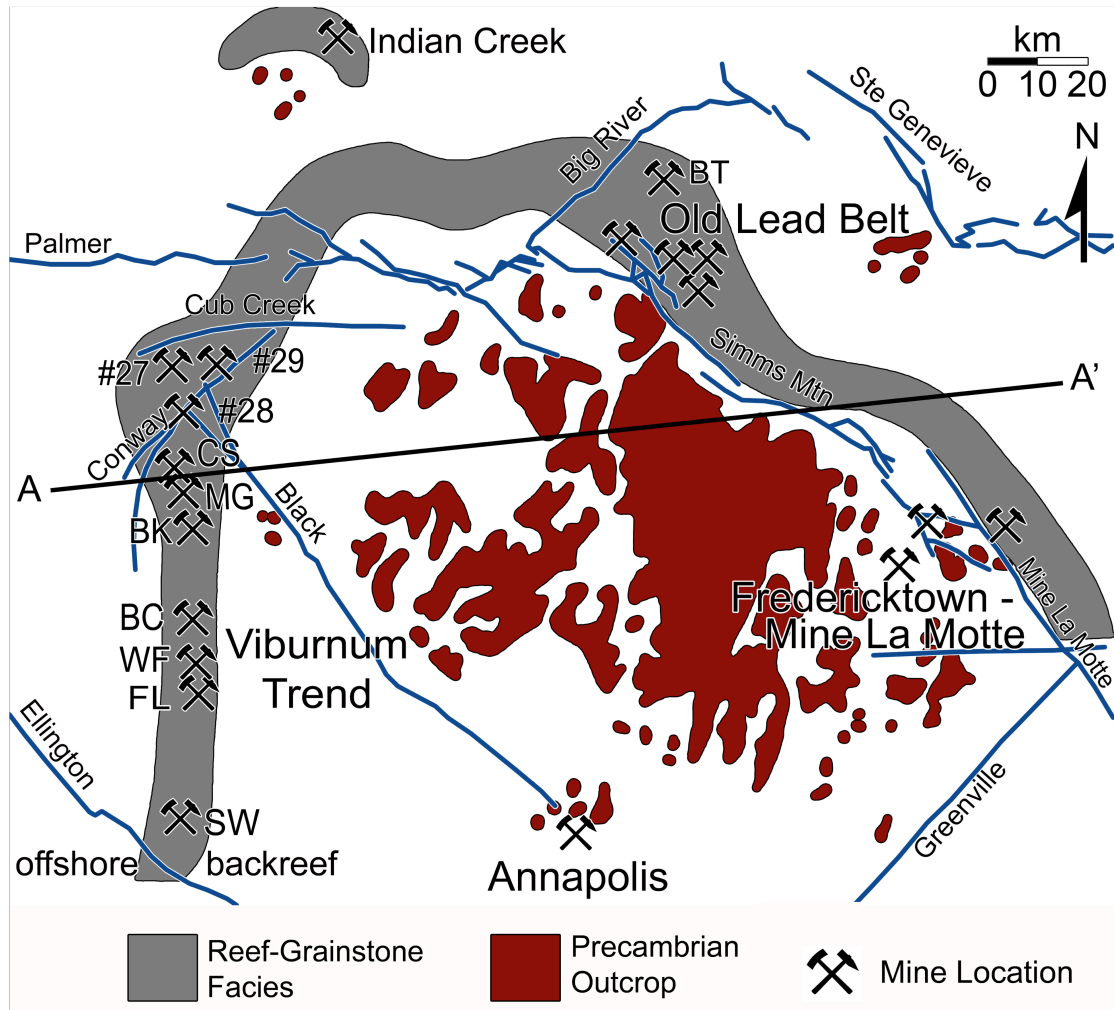 Indian Creek
km
0 10 20
Ste Genevieve
N
Big River
BT
Old Lead Belt
Palmer
Cub Creek
#27
#29
#28
Simms Mtn
A'
Conway
CS
A
MG
Black
BK
Fredericktown -
Mine La Motte
Mine La Motte
BC
WF
Viburnum
Trend
FL
Ellington
SW
Greenville
offshore
backreef
Annapolis
Reef-Grainstone
Facies
Precambrian
Outcrop
Mine Location